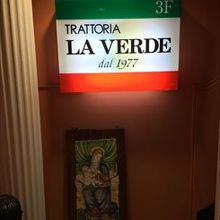 3F
TRATTORIA
LA VERDE
dal 1977